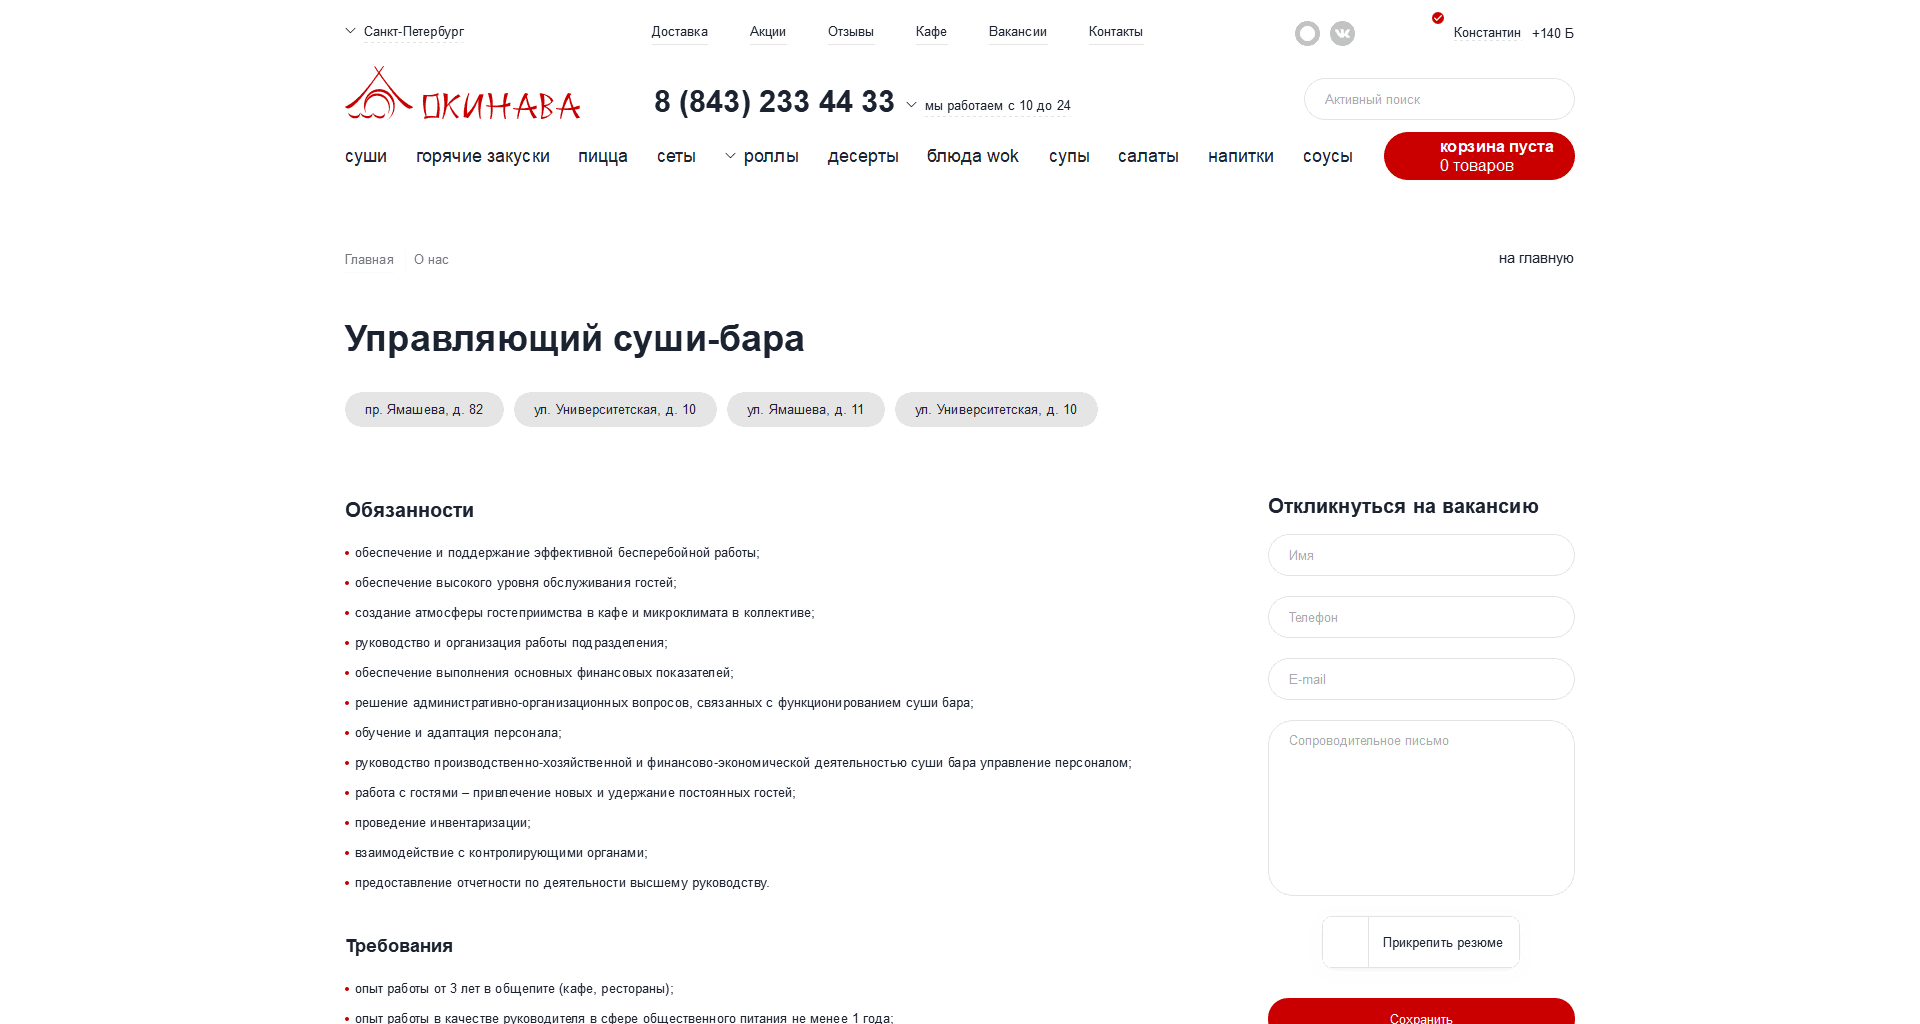 Санкт-Петербург
Доставка
Акции
Отзывы
Кафе
Вакансии
Контакты
Константин
+140 Б
ОКИНАВА
8 (843) 233 44 33
мы работаем с 10 до 24
Активный поиск
суши
горячие закуски
пицца
сеты
роллы
десерты
блюда wok
супы
салаты
напитки
соусы
корзина пуста
0 товаров
Главная
О нас
на главную
Управляющий суши-бара
пр. Ямашева, д. 82
ул. Университетская, д. 10
ул. Ямашева, д. 11
ул. Университетская, д. 10
Обязанности
• обеспечение и поддержание эффективной бесперебойной работы;
• обеспечение высокого уровня обслуживания гостей;
• создание атмосферы гостеприимства в кафе и микроклимата в коллективе;
• руководство и организация работы подразделения;
• обеспечение выполнения основных финансовых показателей;
• решение административно-организационных вопросов, связанных с функционированием суши бара;
• обучение и адаптация персонала;
• руководство производственно-хозяйственной и финансово-экономической деятельностью суши бара управление персоналом;
• работа с гостями – привлечение новых и удержание постоянных гостей;
• проведение инвентаризации;
• взаимодействие с контролирующими органами;
• предоставление отчетности по деятельности высшему руководству.
Требования
• опыт работы от 3 лет в общепите (кафе, рестораны);
• опыт работы в качестве руководителя в сфере общественного питания не менее 1 года;
Откликнуться на вакансию
Имя
Телефон
E-mail
Сопроводительное письмо
Прикрепить резюме
Сохранить